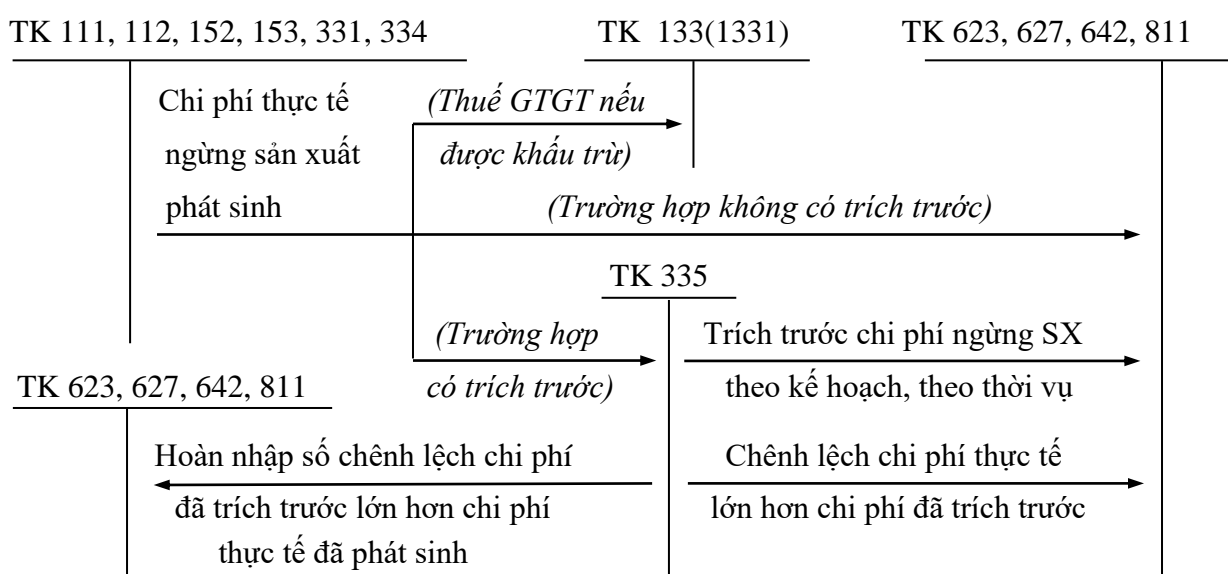 TK 111, 112, 152, 153, 331, 334
TK 133(1331)
TK 623, 627, 642, 811
Chi phí thực tế
ngừng sản xuất
phát sinh
(Thuế GTGT nếu
được khấu trừ)
(Trường hợp không có trích trước)
TK 335
(Trường hợp
có trích trước)
Trích trước chi phí ngừng SX
theo kế hoạch, theo thời vụ
TK 623, 627, 642, 811
Hoàn nhập số chênh lệch chi phí
đã trích trước lớn hơn chi phí
thực tế đã phát sinh
Chênh lệch chi phí thực tế
lớn hơn chi phí đã trích trước